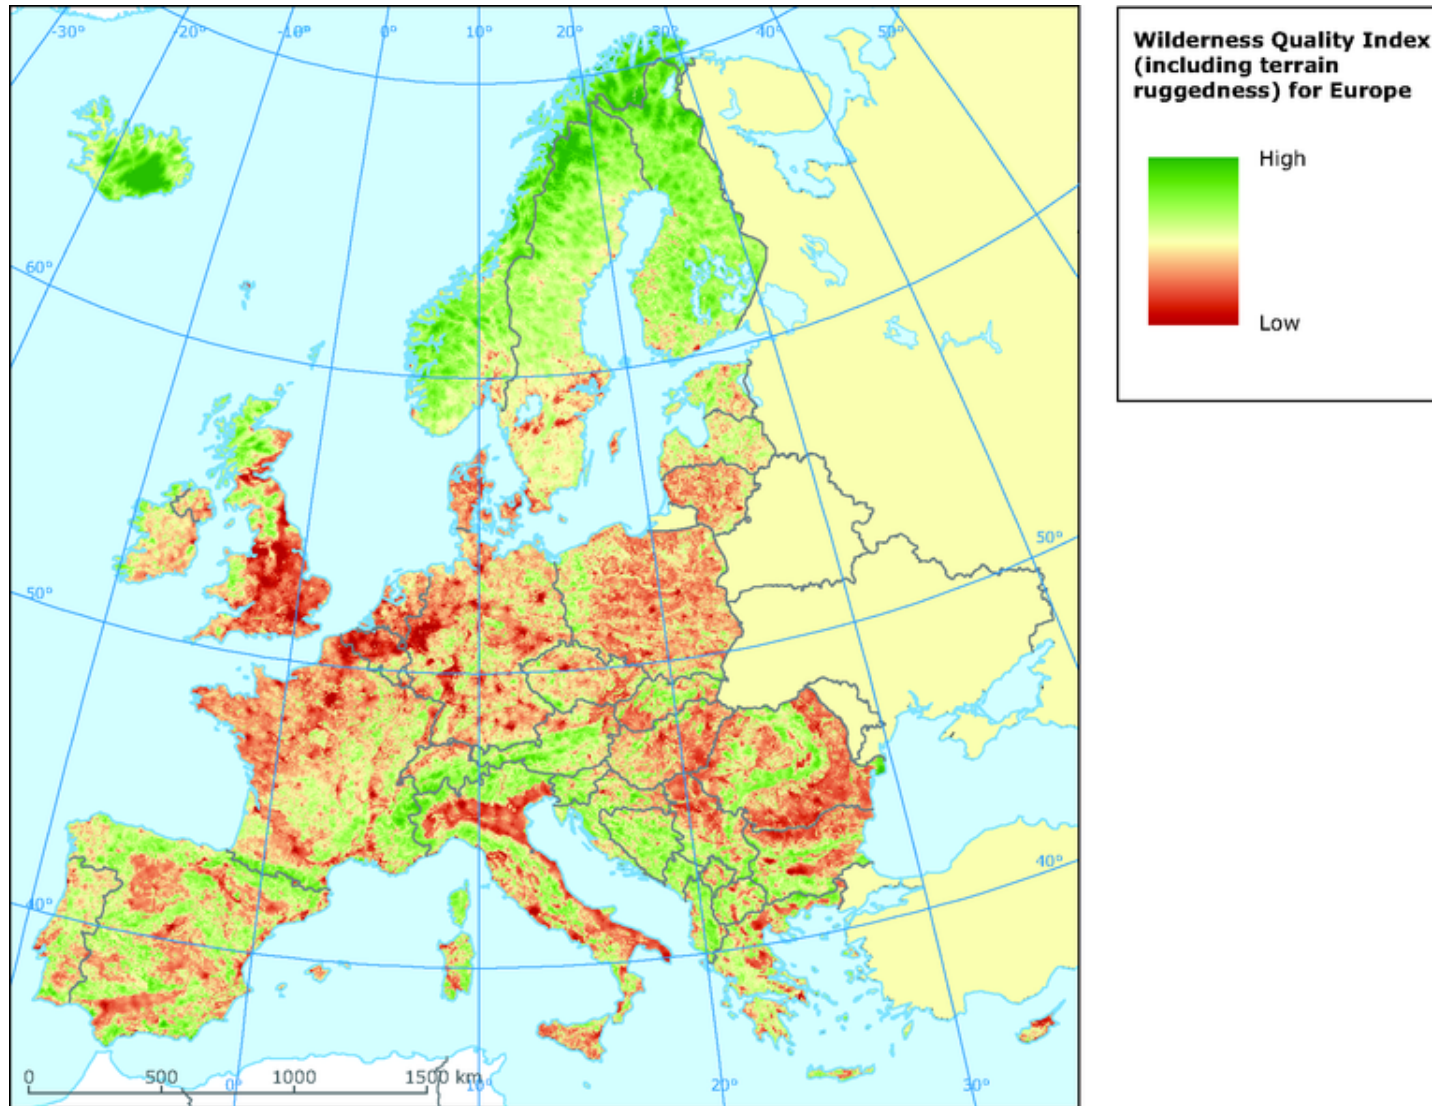 -30° -20° -10° 0° 10° 20° 30° 40° 50°
Wilderness Quality Index
(including terrain
ruggedness) for Europe
High
Low
60°
50°
50°
40°
40°
0 500 1000 1500 km
0° 10° 20° 30°